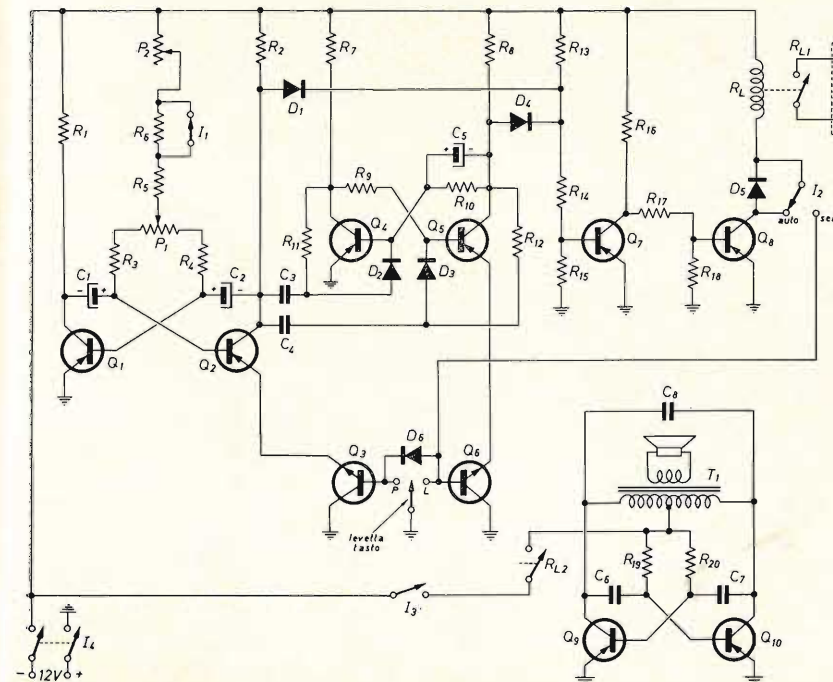 P2
R1
R6
I1
R5
P1
R3
R4
C1
- +
C2
+ -
Q1
Q2
R2
D1
R7
R8
R13
D4
C5
+ -
R9
R10
Q4
Q5
R11
D2
D3
R12
C3
C4
R14
R15
Q7
R16
R17
R18
Q8
RL
RL1
D5
I2
auto
Q3
D6
P
L
Q6
levetta
tasto
C8
T1
RL2
R19
R20
C6
C7
Q9
Q10
I3
I4
- 12V +